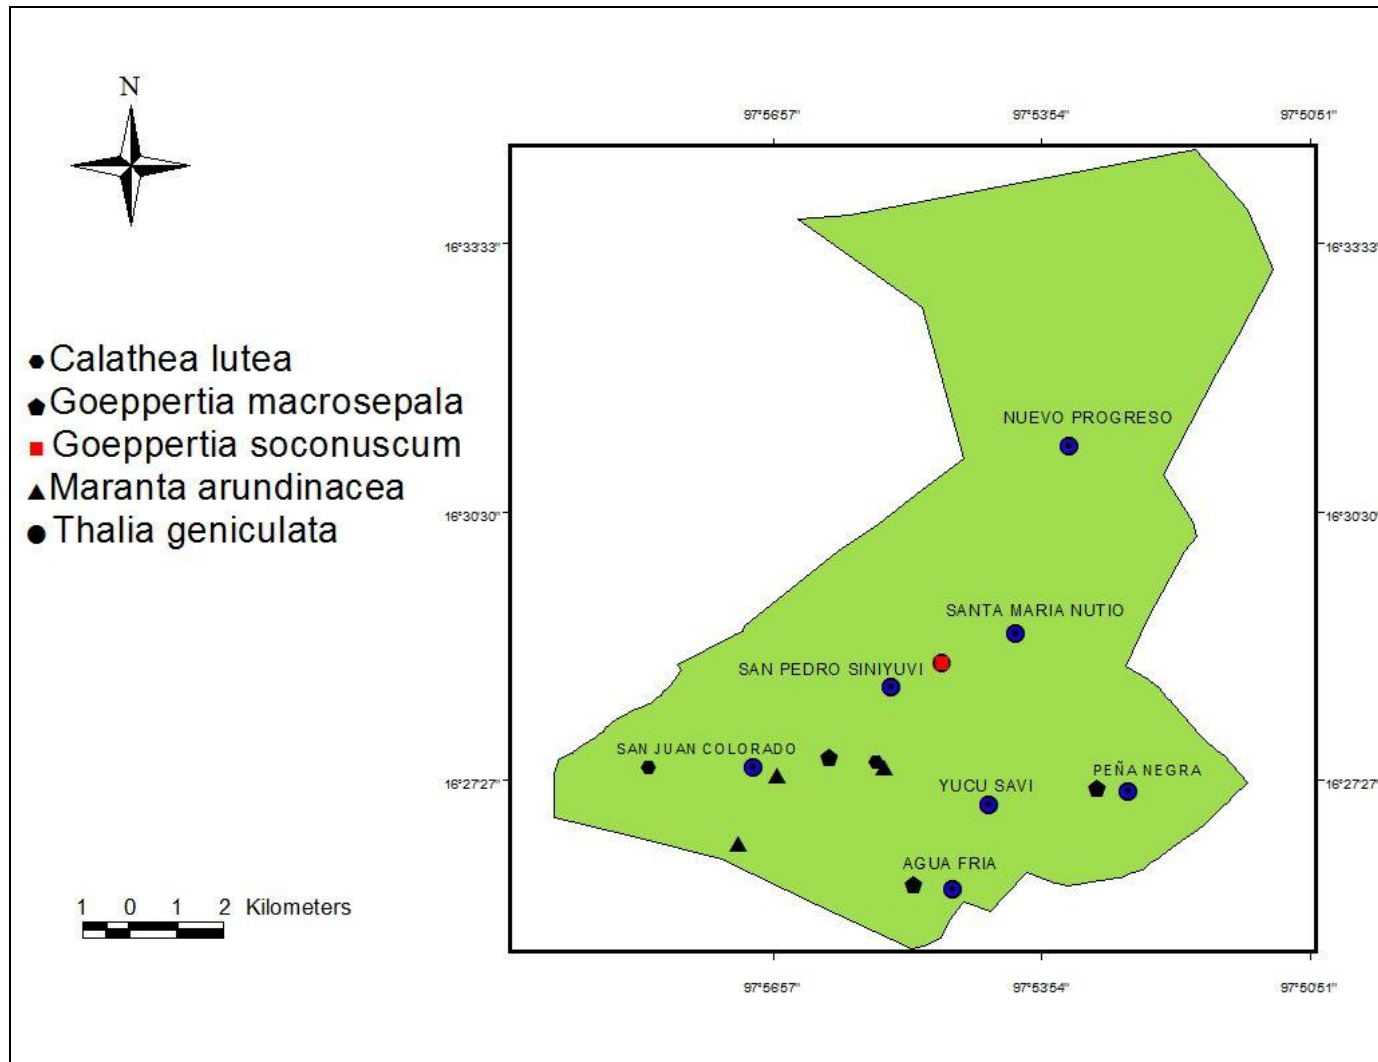 N
97°56'57" 97°53'54" 97°50'51"
16°33'33" 16°33'33"
Calathea lutea
Goeppertia macrosepala
Goeppertia soconuscum
Maranta arundinacea
Thalia geniculata
NUEVO PROGRESO
16°30'30" 16°30'30"
SANTA MARIA NUTIO
SAN PEDRO SINIYUVI
SAN JUAN COLORADO
PEÑA NEGRA
16°27'27" 16°27'27"
YUCU SAVI
AGUA FRIA
1 0 1 2 Kilometers
97°56'57" 97°53'54" 97°50'51"